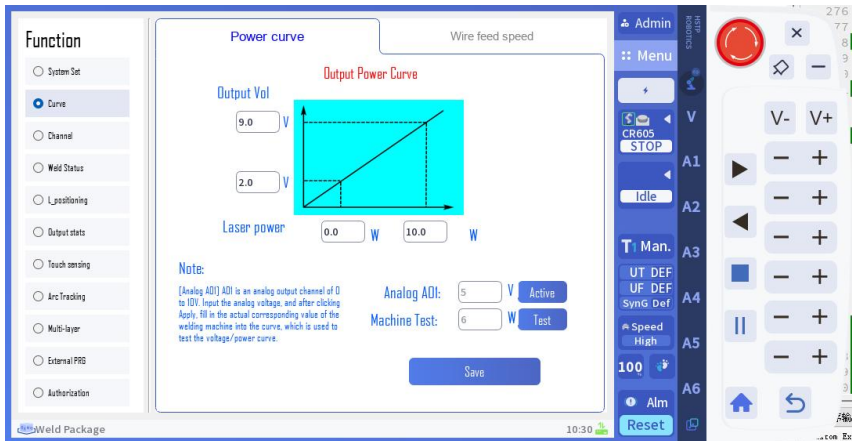 Function
System Set
Curve
Channel
Weld Status
L_positioning
Output stats
Touch sensing
Arc Tracking
Multi-layer
External PRG
Authorization
Power curve
Wire feed speed
Output Power Curve
Output Vol
9.0 V
2.0 V
Laser power
0.0 W 10.0 W
Note:
[Analog AO1] AO1 is an analog output channel of 0
to 10V. Input the analog voltage, and after clicking
Apply, fill in the actual corresponding value of the
welding machine into the curve, which is used to
test the voltage/power curve.
Analog AO1: 5 V Active
Machine Test: 6 W Test
Save
Weld Package
10:30
Admin
Menu
CR605
STOP
Idle
T1 Man.
UT DEF
UF DEF
SynG Def
Speed
High
100
Alm
Reset
HSTP
ROBOTICS
V
A1
A2
A3
A4
A5
A6
V- V+
276
77
8
9